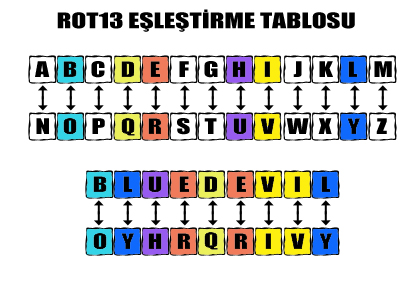 ROT13 EŞLEŞTİRME TABLOSU
A B C D E F G H I J K L M
N O P Q R S T U V W X Y Z
B L U E D E V I L
O Y H R Q R I V Y